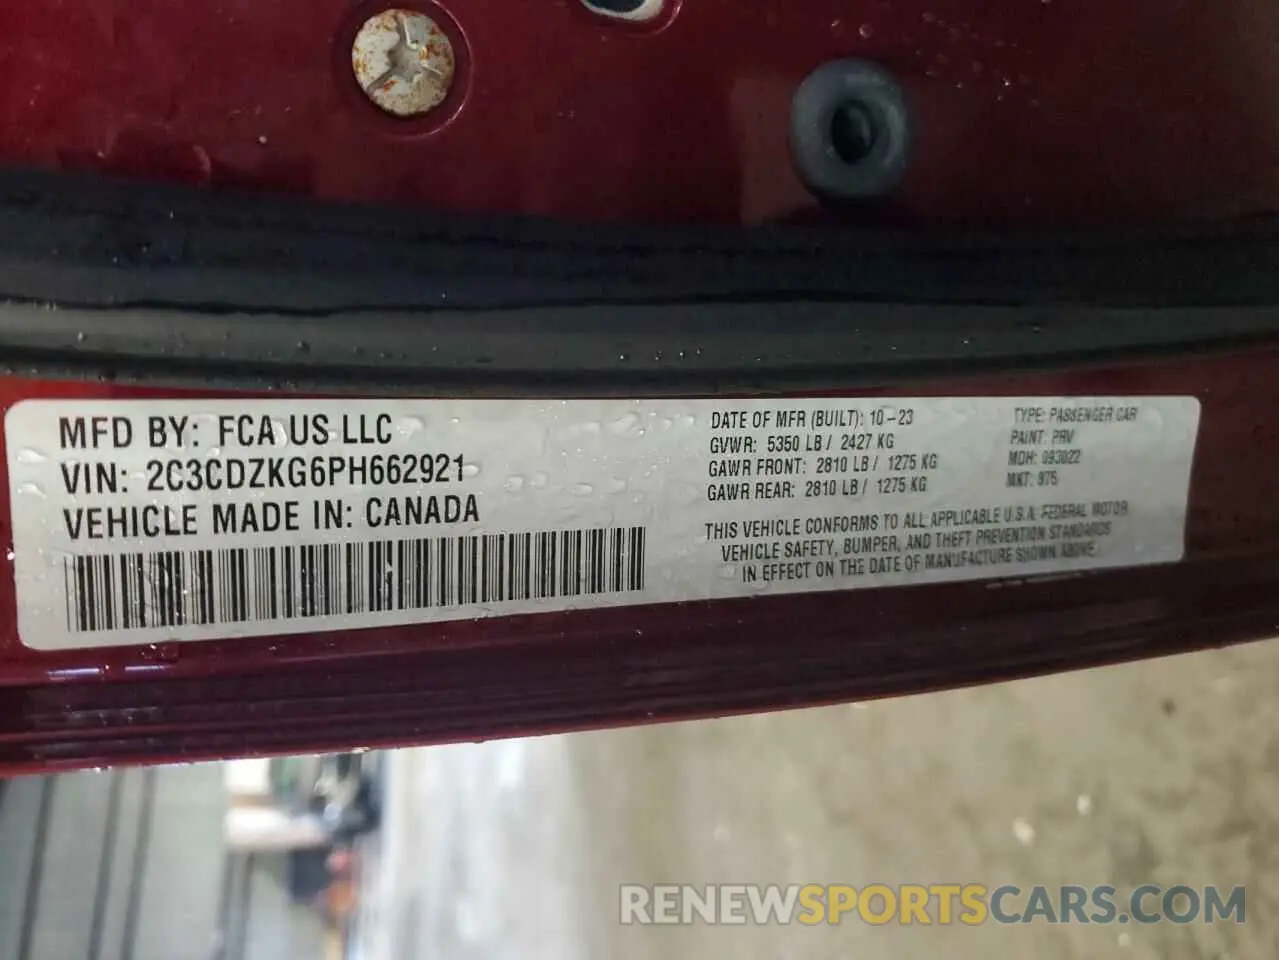 MFD BY: FCA US LLC
VIN: 2C3CDZKG6PH662921
VEHICLE MADE IN: CANADA
DATE OF MFR (BUILT): 10-23
GVWR: 5350 LB / 2427 KG
GAWR FRONT: 2810 LB / 1275 KG
GAWR REAR: 2810 LB / 1275 KG
TYPE: PASSENGER CAR
PAINT: PRV
MDH: 093022
MKT: 975
THIS VEHICLE CONFORMS TO ALL APPLICABLE U.S.A. FEDERAL MOTOR
VEHICLE SAFETY, BUMPER, AND THEFT PREVENTION STANDARDS
IN EFFECT ON THE DATE OF MANUFACTURE SHOWN ABOVE.
RENEWSPORTSCARS.COM